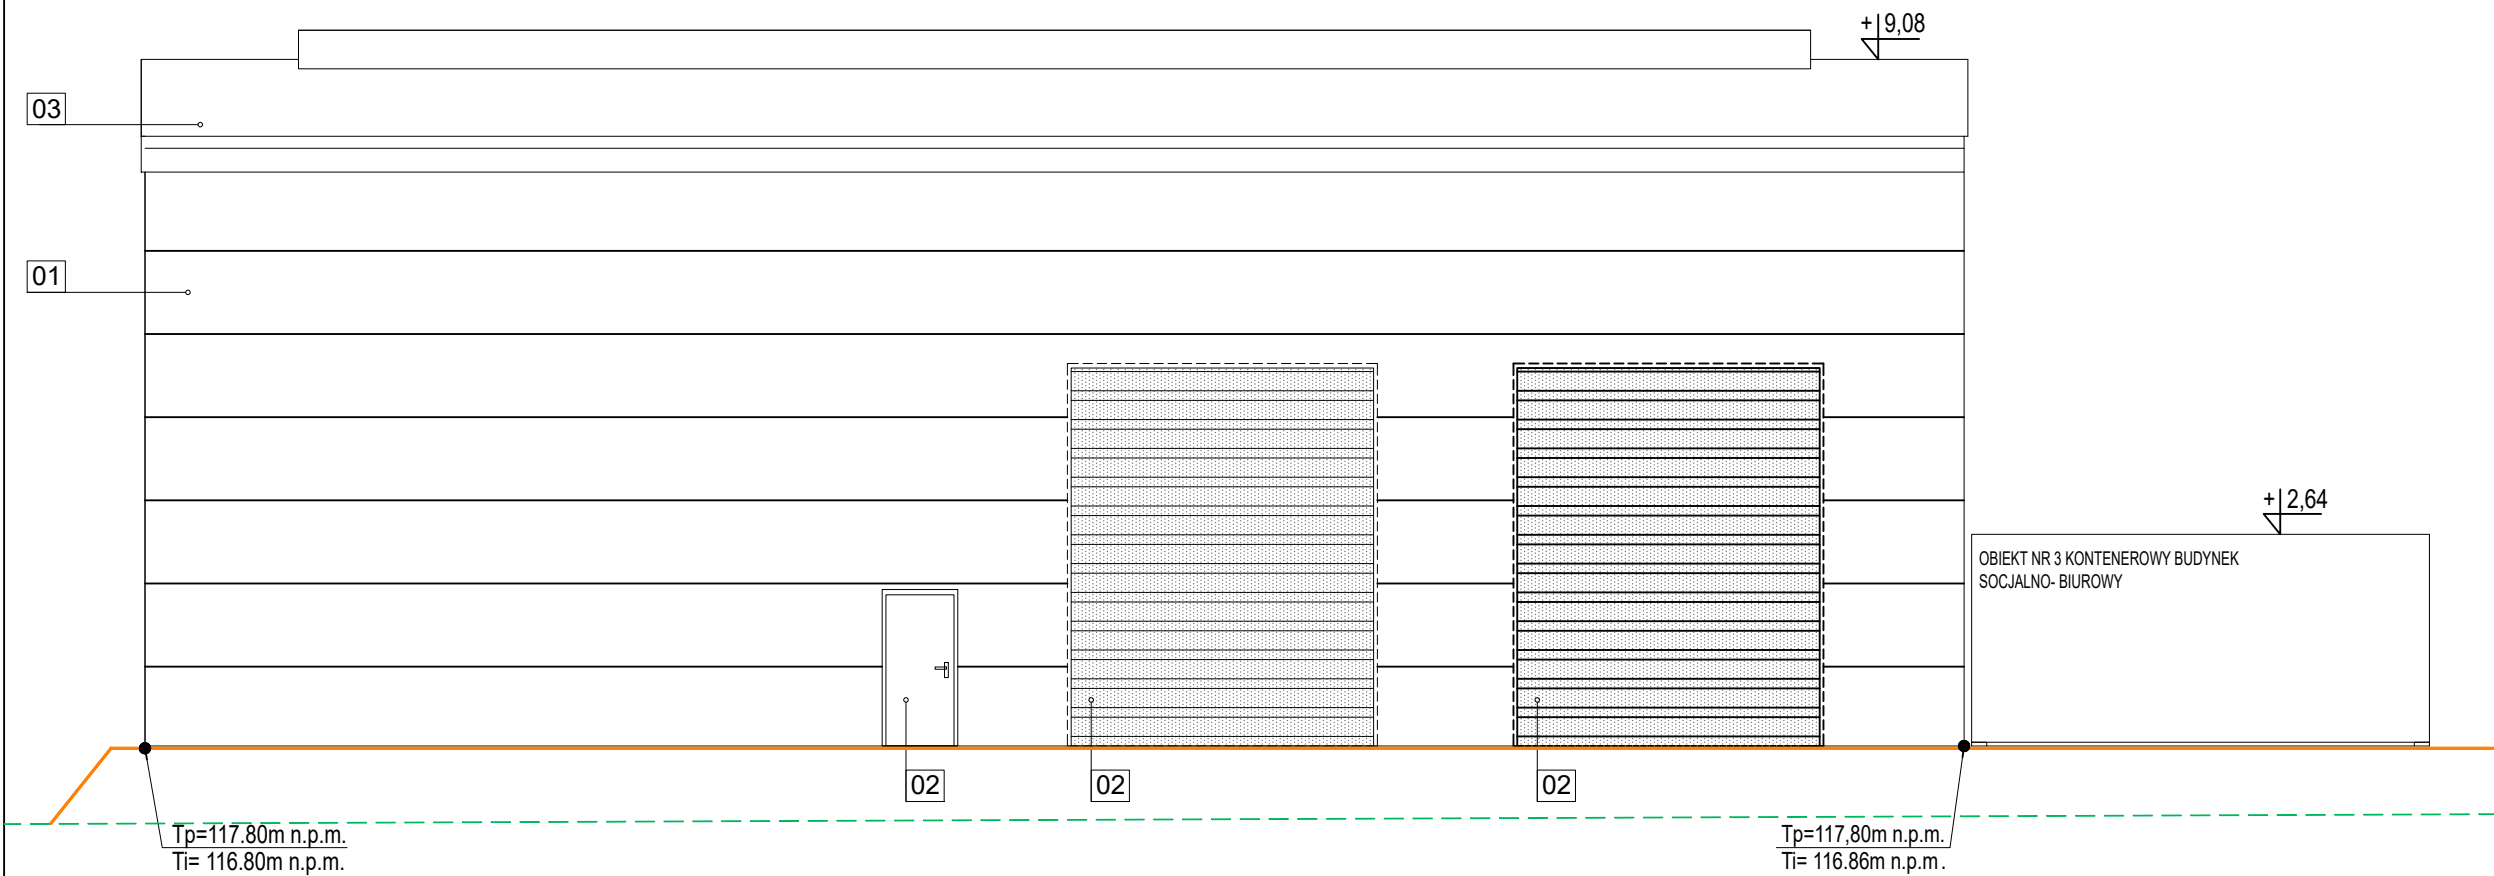 + 9,08
03
01
+ 2,64
OBIEKT NR 3 KONTENEROWY BUDYNEK
SOCJALNO- BIUROWY
02
02
02
Tp=117.80m n.p.m.
Ti= 116.80m n.p.m.
Tp=117,80m n.p.m.
Ti= 116.86m n.p.m.